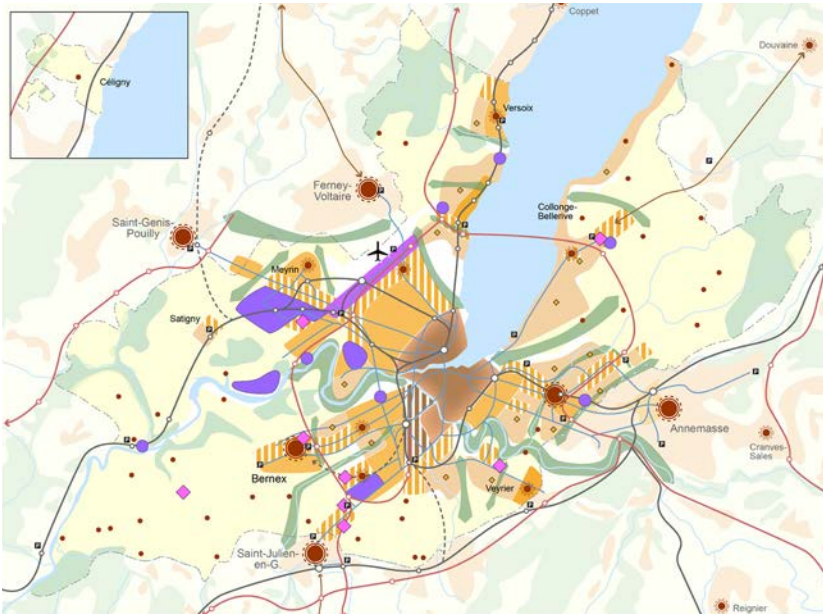 Coppet
Douvaine
Céligny
Versoix
Ferney-
Voltaire
Collonge-
Bellerive
Saint-Genis-
Pouilly
Meyrin
Satigny
Annemasse
Cranves-
Sales
Bernex
Veyrier
Saint-Julien-
en-G.
Reignier